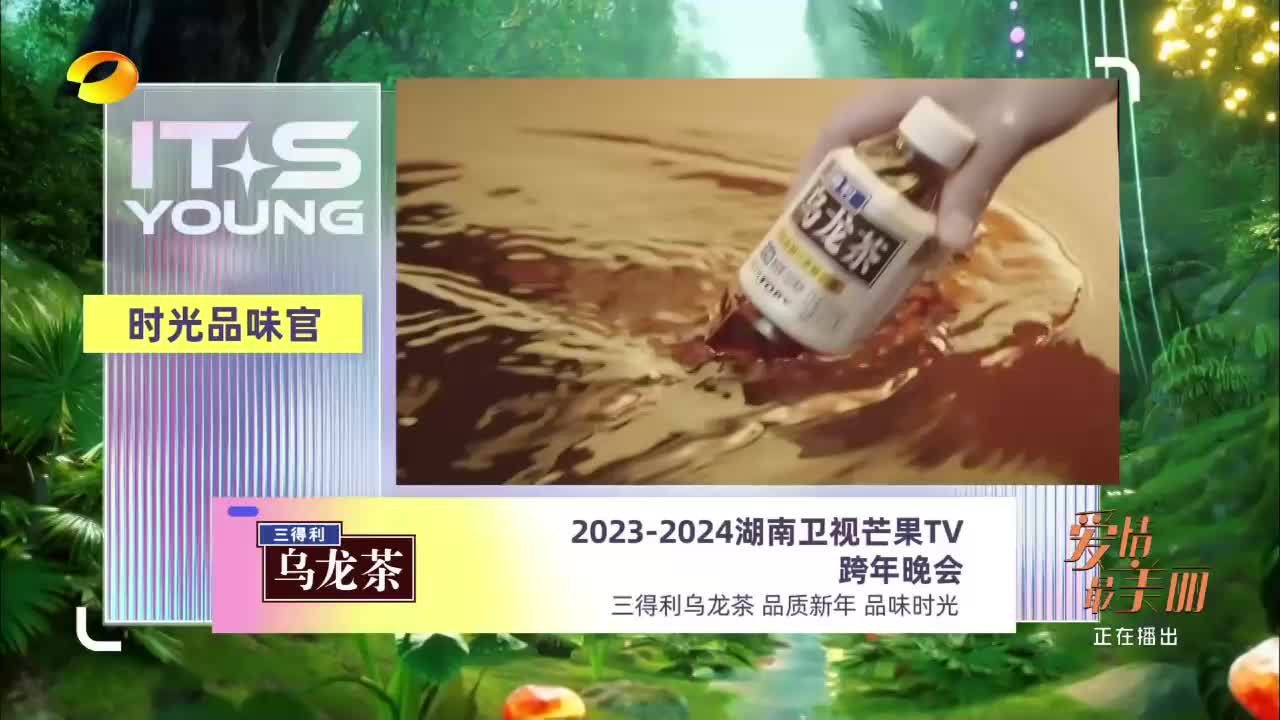 IT'S
YOUNG
时光品味官
乌龙茶
三得利
乌龙茶
2023-2024湖南卫视芒果TV
跨年晚会
三得利乌龙茶 品质新年 品味时光
爱情
最美丽
正在播出